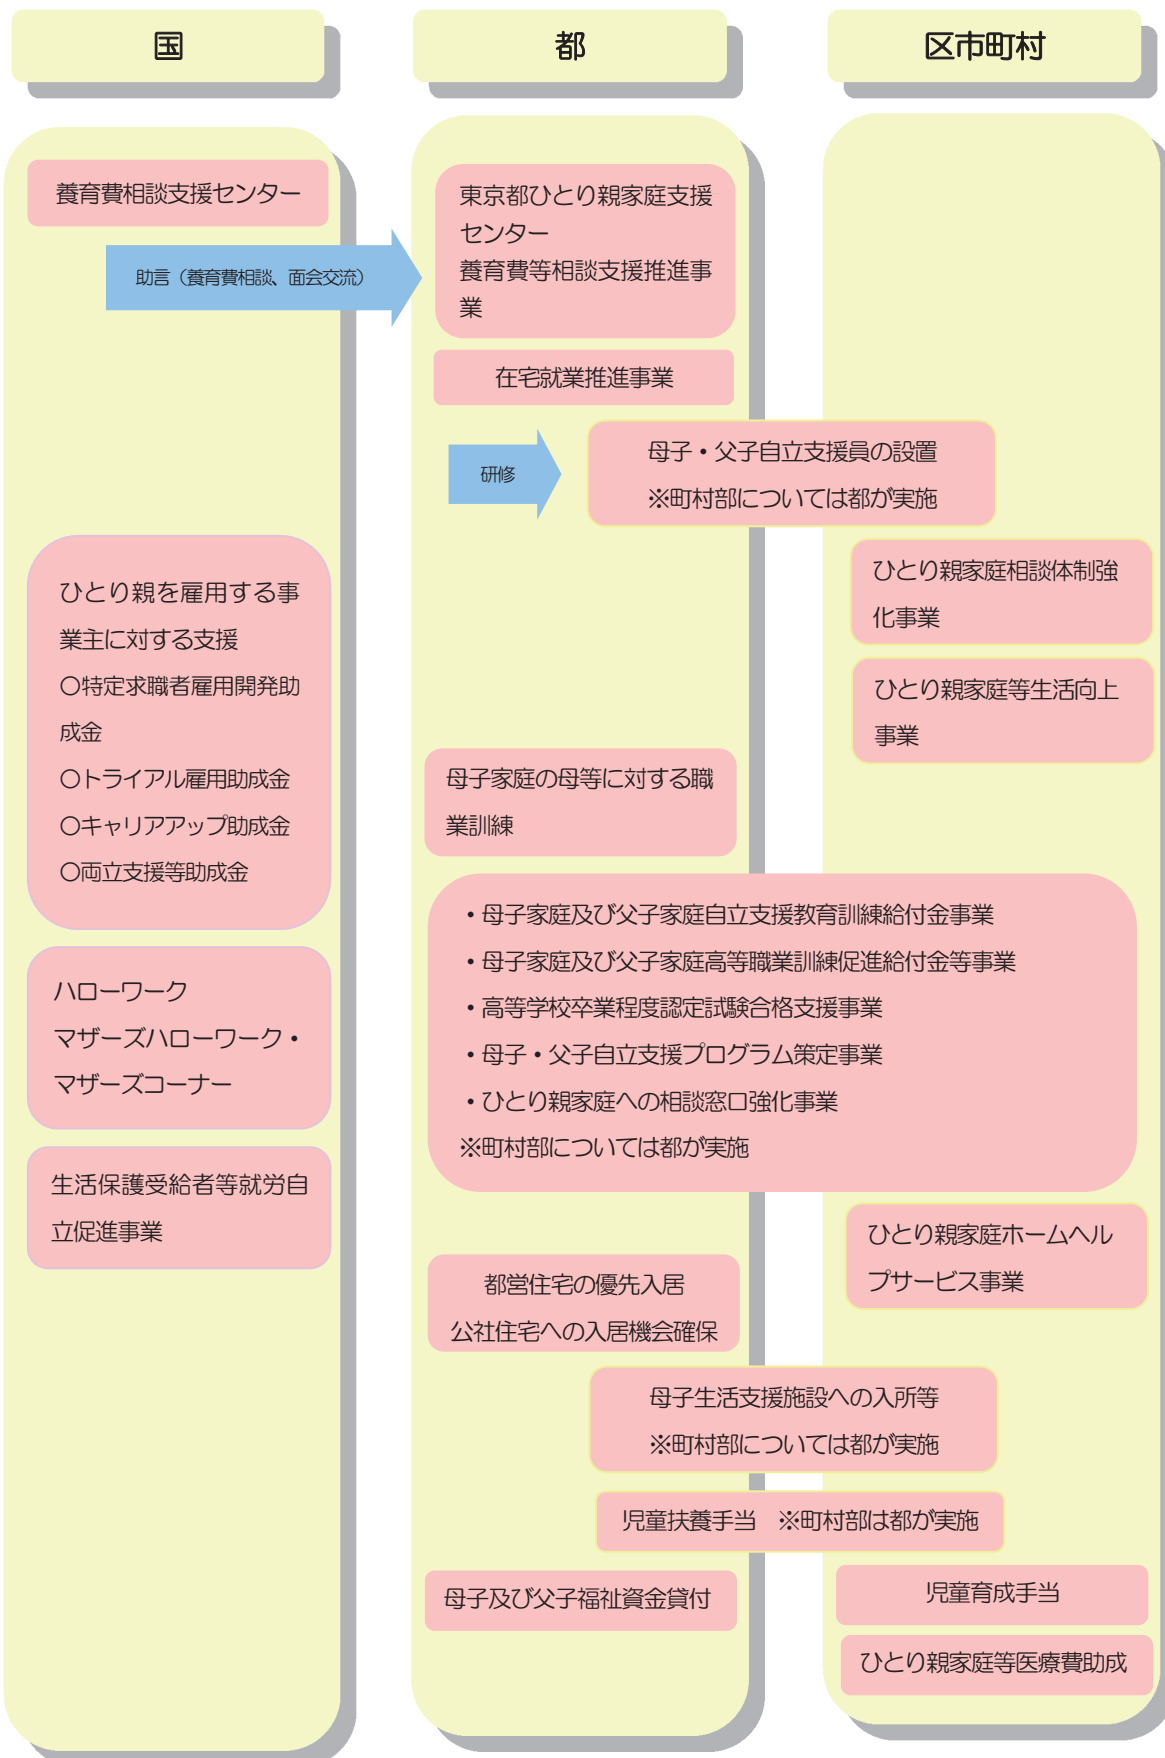 国
都
区市町村
養育費相談支援センター
助言（養育費相談、面会交流）
東京都ひとり親家庭支援
センター
養育費等相談支援推進事
業
在宅就業推進事業
研修
母子・父子自立支援員の設置
※町村部については都が実施
ひとり親家庭相談体制強
化事業
ひとり親家庭等生活向上
事業
ひとり親を雇用する事
業主に対する支援
〇特定求職者雇用開発助
成金
〇トライアル雇用助成金
〇キャリアアップ助成金
〇両立支援等助成金
母子家庭の母等に対する職
業訓練
・母子家庭及び父子家庭自立支援教育訓練給付金事業
・母子家庭及び父子家庭高等職業訓練促進給付金等事業
・高等学校卒業程度認定試験合格支援事業
・母子・父子自立支援プログラム策定事業
・ひとり親家庭への相談窓口強化事業
※町村部については都が実施
ハローワーク
マザーズハローワーク・
マザーズコーナー
生活保護受給者等就労自
立促進事業
ひとり親家庭ホームヘル
プサービス事業
都営住宅の優先入居
公社住宅への入居機会確保
母子生活支援施設への入所等
※町村部については都が実施
児童扶養手当　※町村部は都が実施
母子及び父子福祉資金貸付
児童育成手当
ひとり親家庭等医療費助成